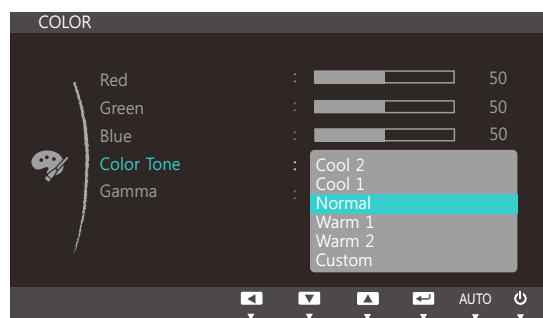 COLOR
Red : 50
Green : 50
Blue : 50
Color Tone :
Gamma :
Cool 2
Cool 1
Normal
Warm 1
Warm 2
Custom
AUTO